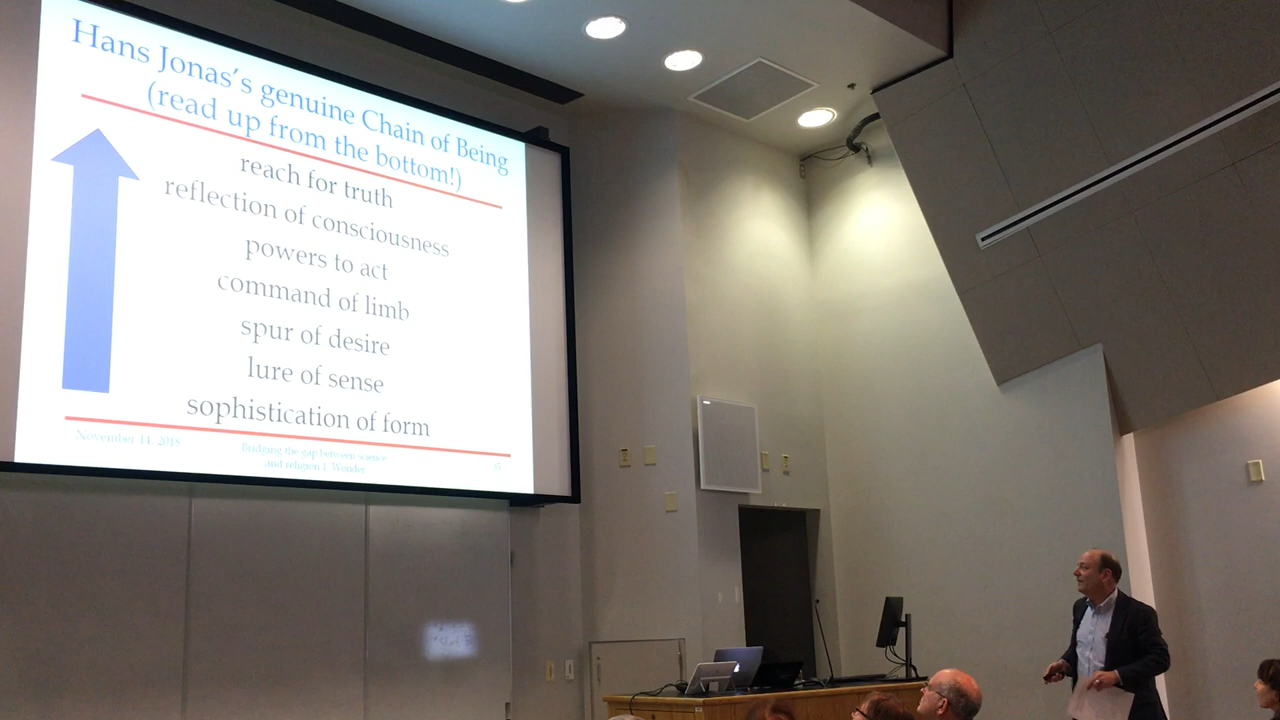 Hans Jonas's genuine Chain of Being
(read up from the bottom!)
reach for truth
reflection of consciousness
powers to act
command of limb
spur of desire
lure of sense
sophistication of form
November 14, 2018
Bridging the gap between science
and religion I. Wonder